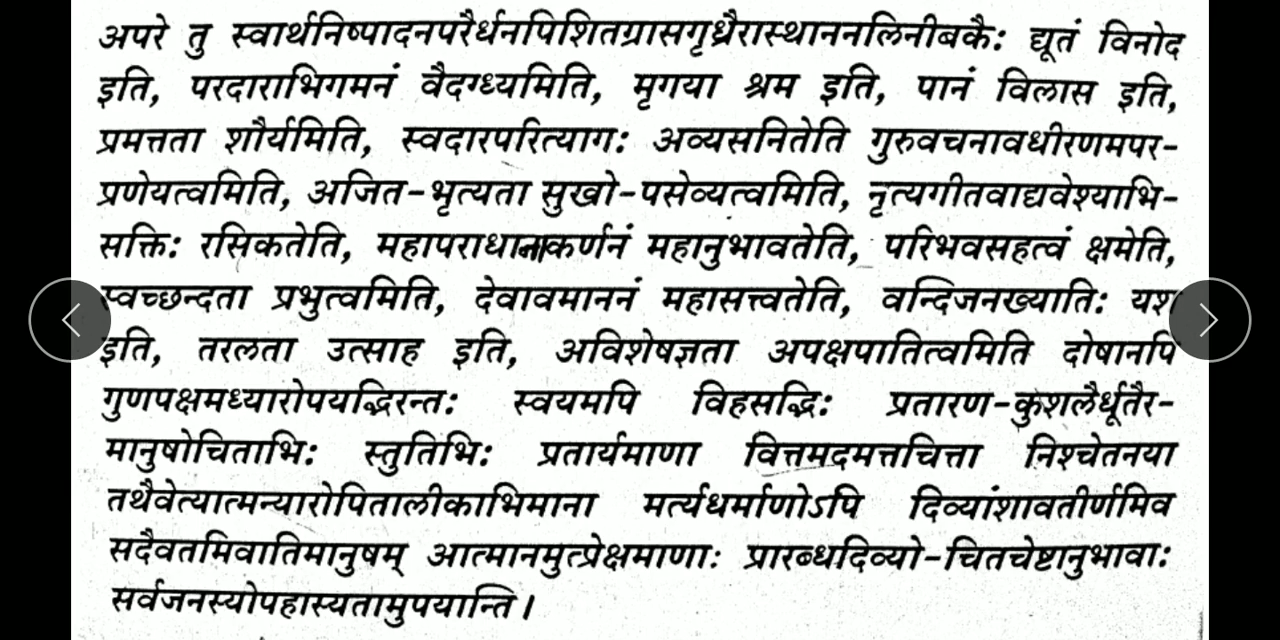 अपरे तु स्वार्थनिष्पादनपरैर्धनपिशितग्रासगृध्रैरास्थाननलिनीबकैः द्यूतं विनोद
इति, परदाराभिगमनं वैदग्ध्यमिति, मृगया श्रम इति, पानं विलास इति,
प्रमत्तता शौर्यमिति, स्वदारपरित्यागः अव्यसनितेति गुरुवचनावधीरणमपर-
प्रणेयत्वमिति, अजित-भृत्यता सुखो-पसेव्यत्वमिति, नृत्यगीतवाद्यवेश्याभि-
सक्तिः रसिकतेति, महापराधानाकर्णनं महानुभावतेति, परिभवसहत्वं क्षमेति,
स्वच्छन्दता प्रभुत्वमिति, देवावमाननं महासत्त्वतेति, वन्दिजनख्यातिः यश
इति, तरलता उत्साह इति, अविशेषज्ञता अपक्षपातित्वमिति दोषानपि
गुणपक्षमध्यारोपयद्भिरन्तः स्वयमपि विहसद्भिः प्रतारण-कुशलैर्धूतैर-
मानुषोचिताभिः स्तुतिभिः प्रतार्यमाणा वित्तमदमत्तचित्ता निश्चेतनया
तथैवेत्यात्मन्यारोपितालीकाभिमाना मर्त्यधर्माणोऽपि दिव्यांशावतीर्णमिव
सदैवतमिवातिमानुषम् आत्मानमुत्प्रेक्षमाणाः प्रारब्धदिव्यो-चितचेष्टानुभावाः
सर्वजनस्योपहास्यतामुपयान्ति।